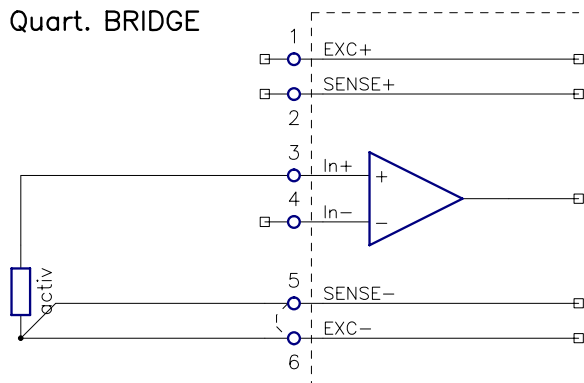 Quart. BRIDGE
1
EXC+
SENSE+
2
3
In+
+
4
In−
−
activ
5
SENSE−
EXC−
6